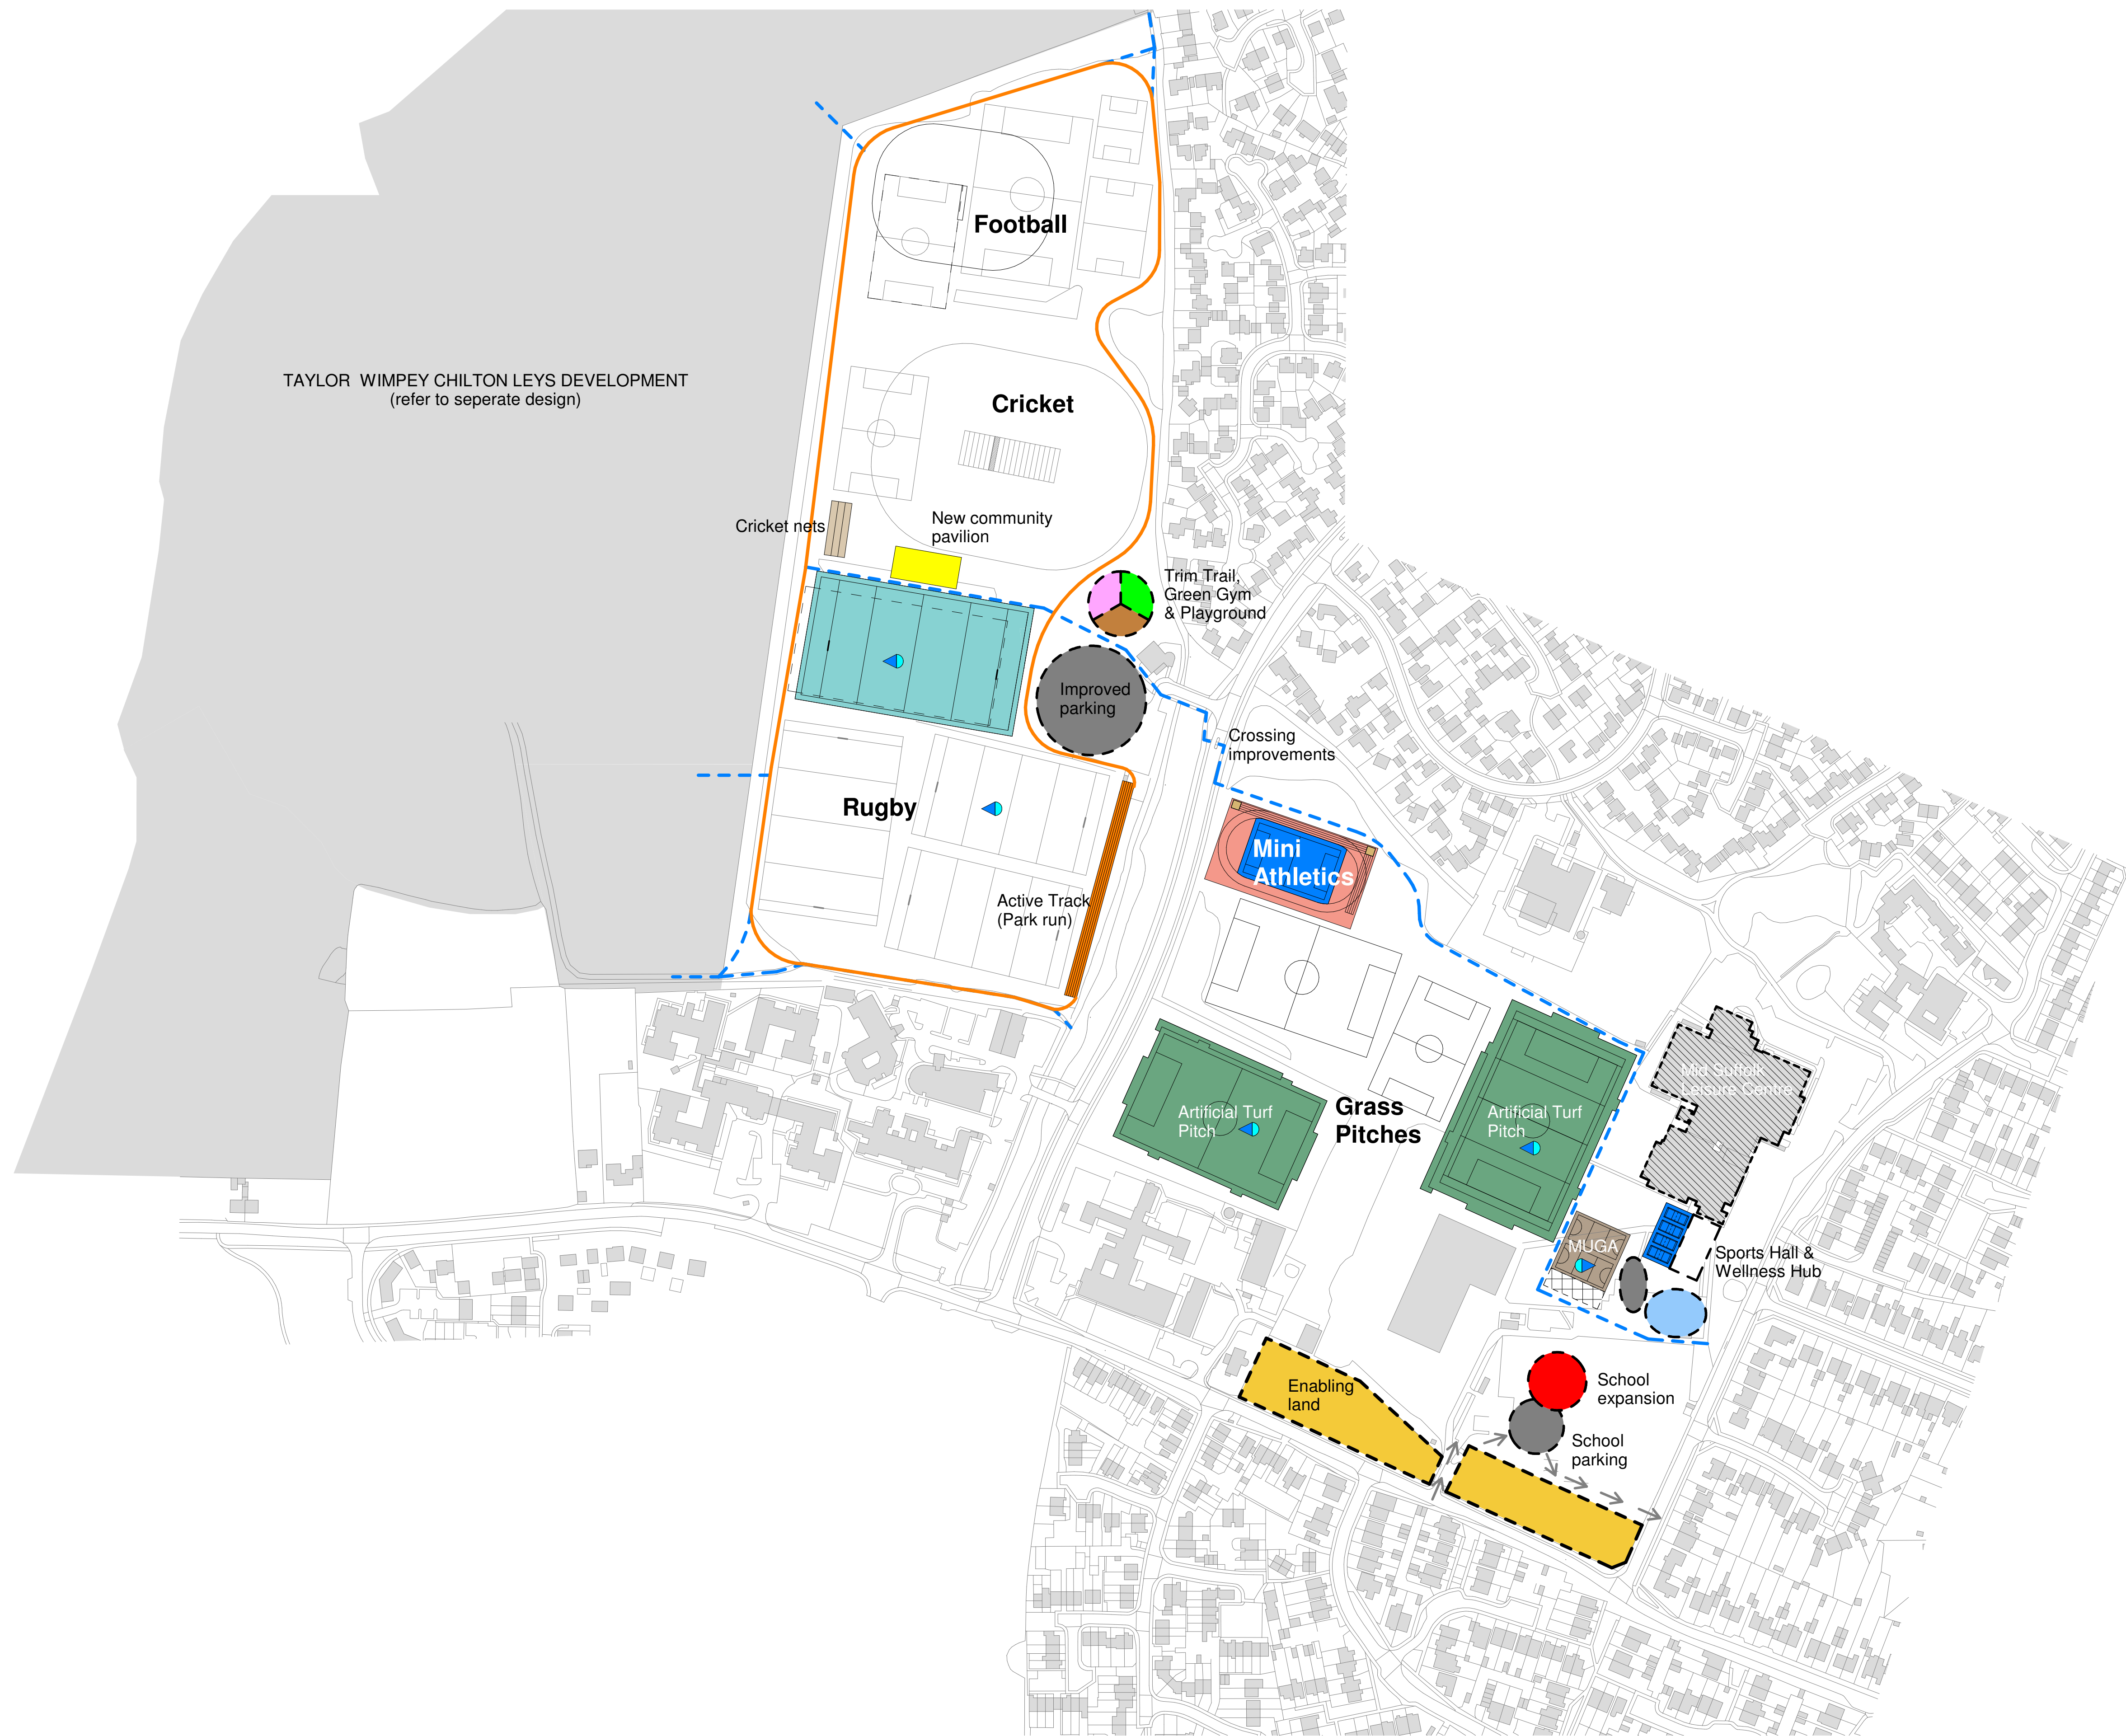 Football
TAYLOR WIMPEY CHILTON LEYS DEVELOPMENT
(refer to seperate design)
Cricket
Cricket nets
New community
pavilion
Trim Trail,
Green Gym
& Playground
Improved
parking
Crossing
improvements
Rugby
Mini
Athletics
Active Track
(Park run)
Mid Suffolk
Leisure Centre
Artificial Turf
Pitch
Grass
Pitches
Artificial Turf
Pitch
MUGA
Sports Hall &
Wellness Hub
Enabling
land
School
expansion
School
parking